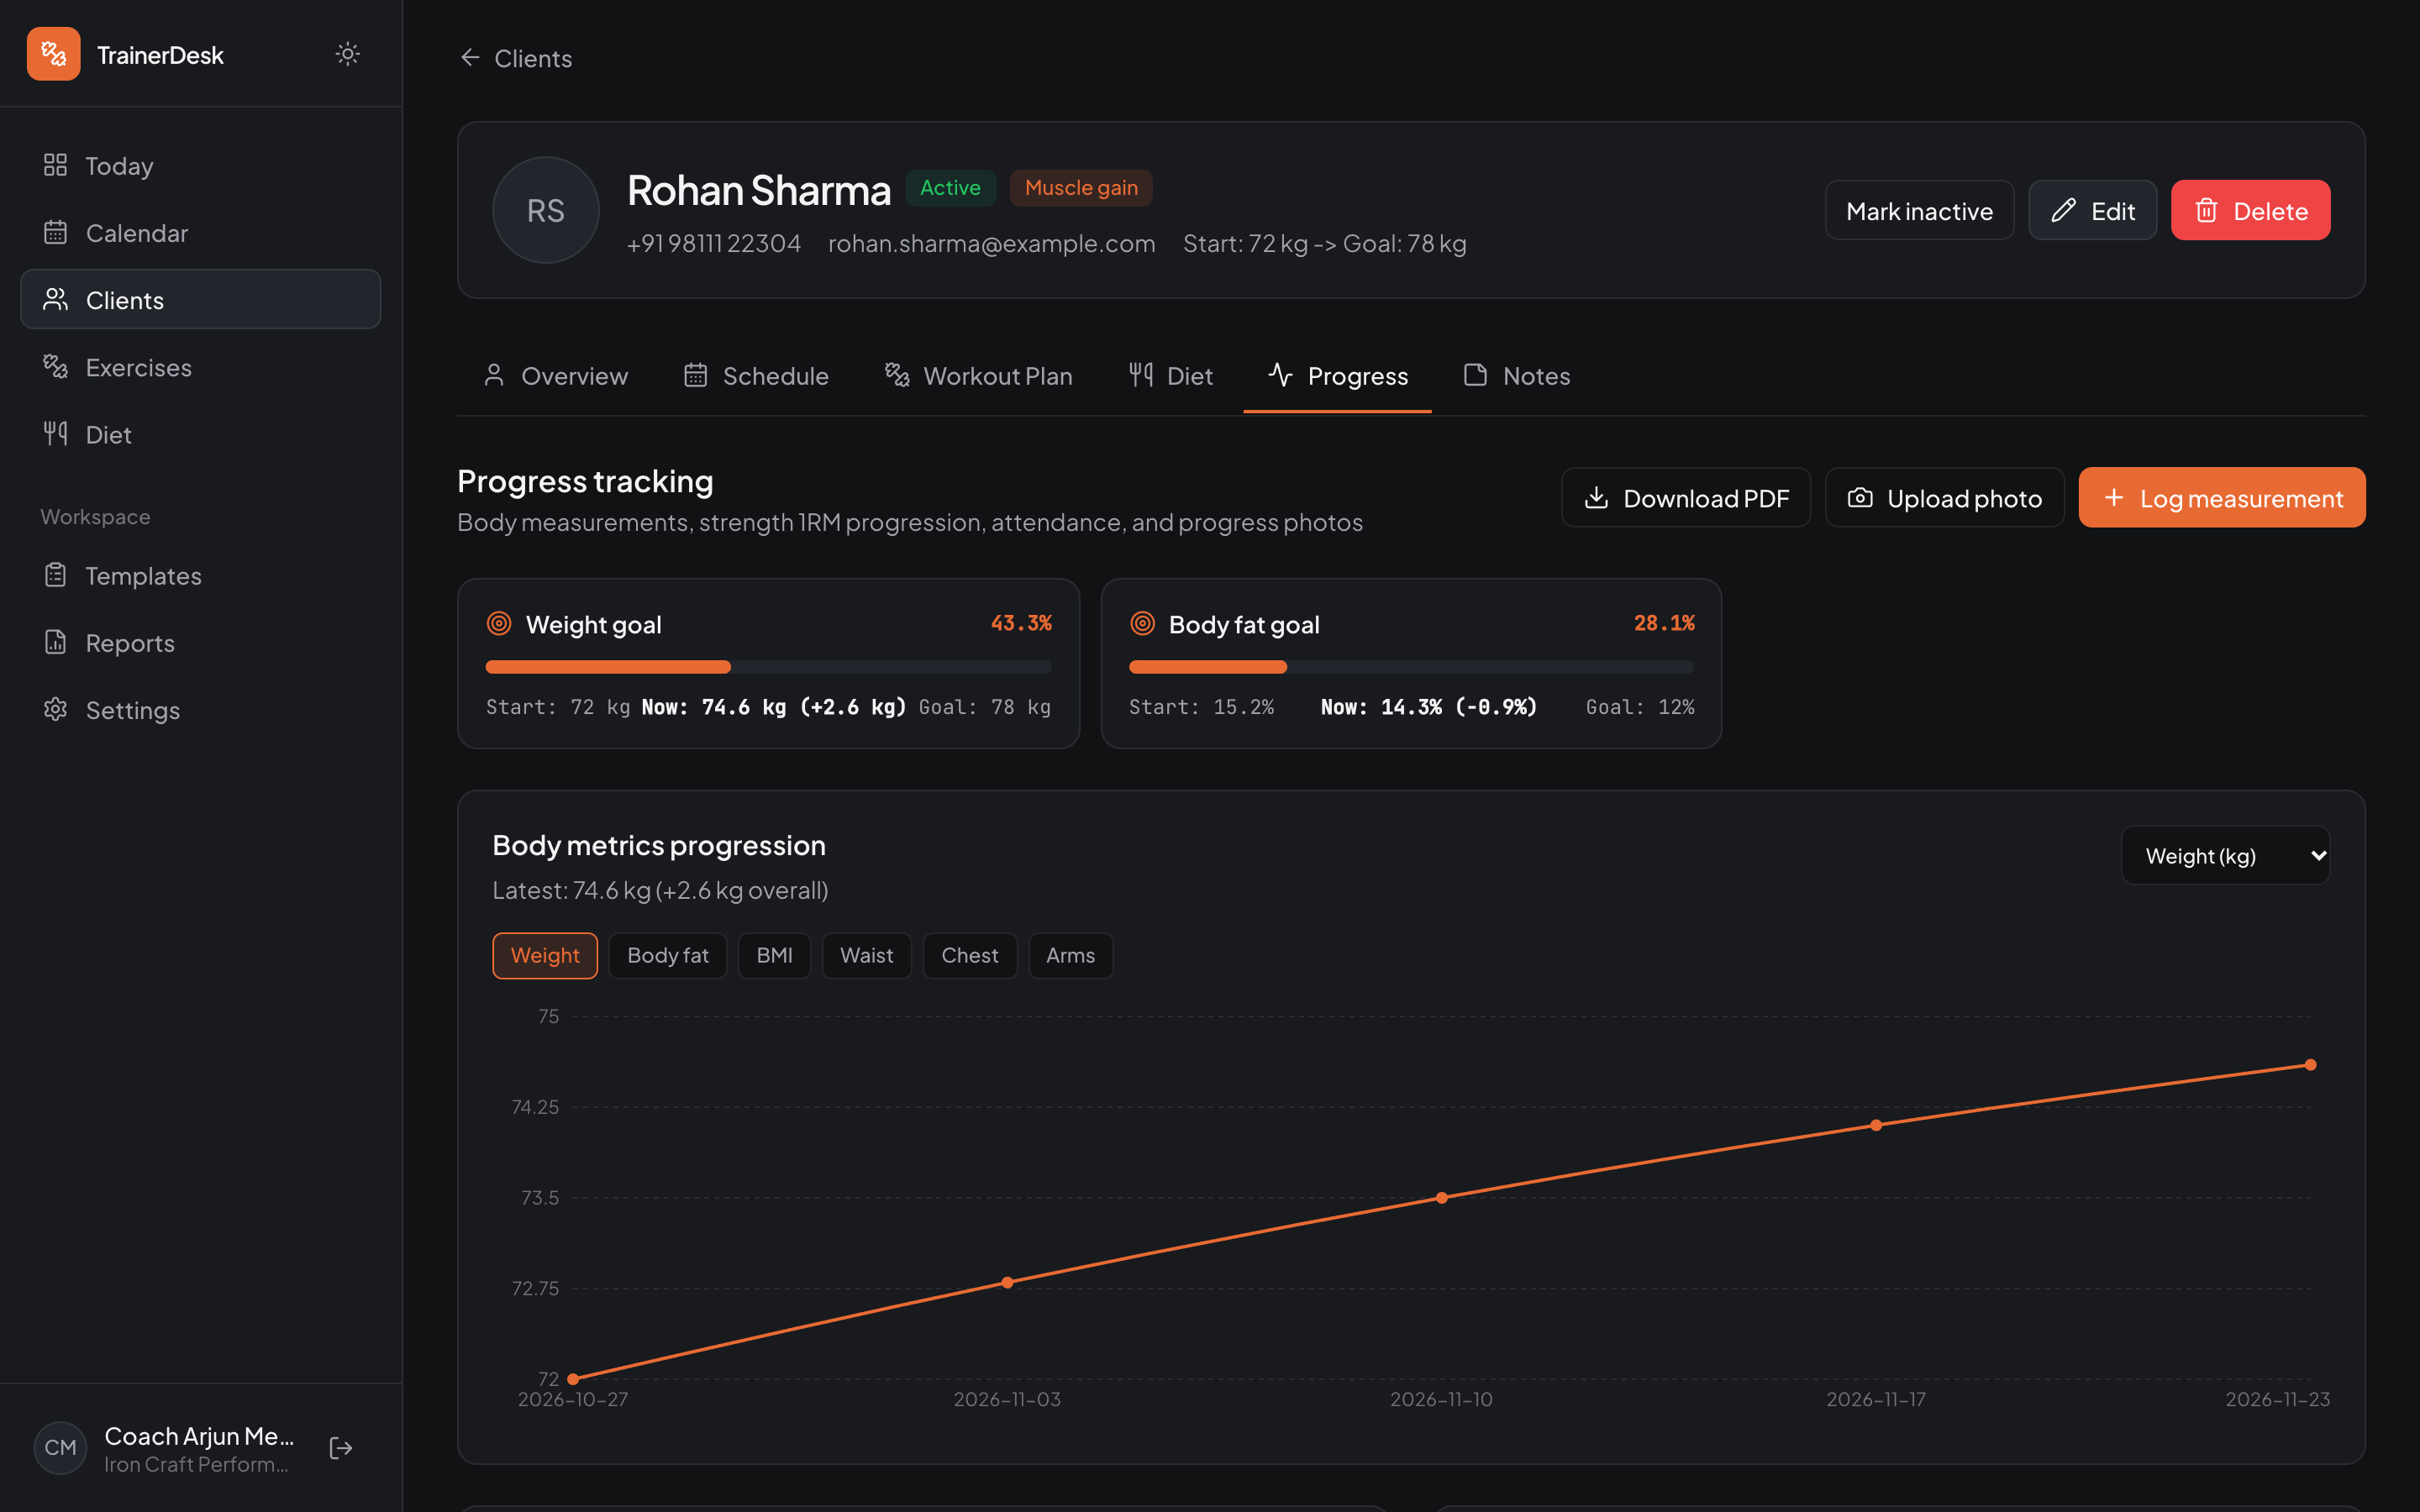 TrainerDesk
Today
Calendar
Clients
Exercises
Diet
Workspace
Templates
Reports
Settings
CM
Coach Arjun Me...
Iron Craft Perform...
Clients
RS
Rohan Sharma
Active
Muscle gain
+91 98111 22304
rohan.sharma@example.com
Start: 72 kg -> Goal: 78 kg
Mark inactive
Edit
Delete
Overview
Schedule
Workout Plan
Diet
Progress
Notes
Progress tracking
Body measurements, strength 1RM progression, attendance, and progress photos
Download PDF
Upload photo
Log measurement
Weight goal
43.3%
Start: 72 kg
Now: 74.6 kg (+2.6 kg)
Goal: 78 kg
Body fat goal
28.1%
Start: 15.2%
Now: 14.3% (-0.9%)
Goal: 12%
Body metrics progression
Latest: 74.6 kg (+2.6 kg overall)
Weight (kg)
Weight
Body fat
BMI
Waist
Chest
Arms
75
74.25
73.5
72.75
72
2026-10-27
2026-11-03
2026-11-10
2026-11-17
2026-11-23